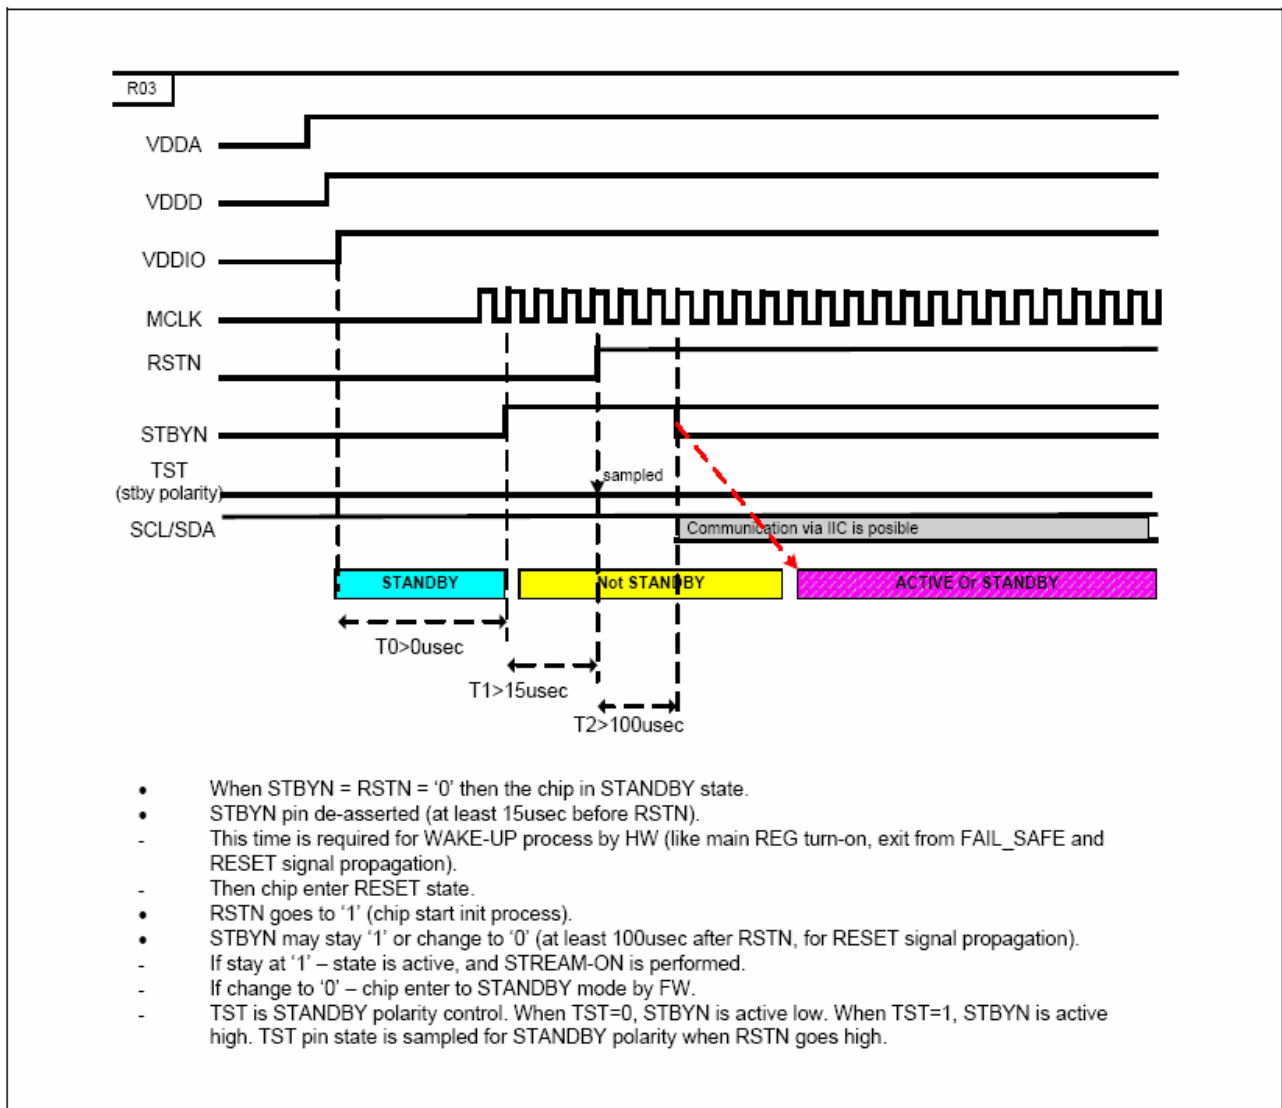 R03
VDDA
VDDD
VDDIO
MCLK
RSTN
STBYN
TST
(stby polarity)
sampled
SCL/SDA
Communication via IIC is posible
STANDBY
Not STANDBY
ACTIVE Or STANDBY
T0>0usec
T1>15usec
T2>100usec
• When STBYN = RSTN = ‘0’ then the chip in STANDBY state.
• STBYN pin de-asserted (at least 15usec before RSTN).
- This time is required for WAKE-UP process by HW (like main REG turn-on, exit from FAIL_SAFE and
RESET signal propagation).
- Then chip enter RESET state.
• RSTN goes to ‘1’ (chip start init process).
• STBYN may stay ‘1’ or change to ‘0’ (at least 100usec after RSTN, for RESET signal propagation).
- If stay at ‘1’ – state is active, and STREAM-ON is performed.
- If change to ‘0’ – chip enter to STANDBY mode by FW.
- TST is STANDBY polarity control. When TST=0, STBYN is active low. When TST=1, STBYN is active
high. TST pin state is sampled for STANDBY polarity when RSTN goes high.